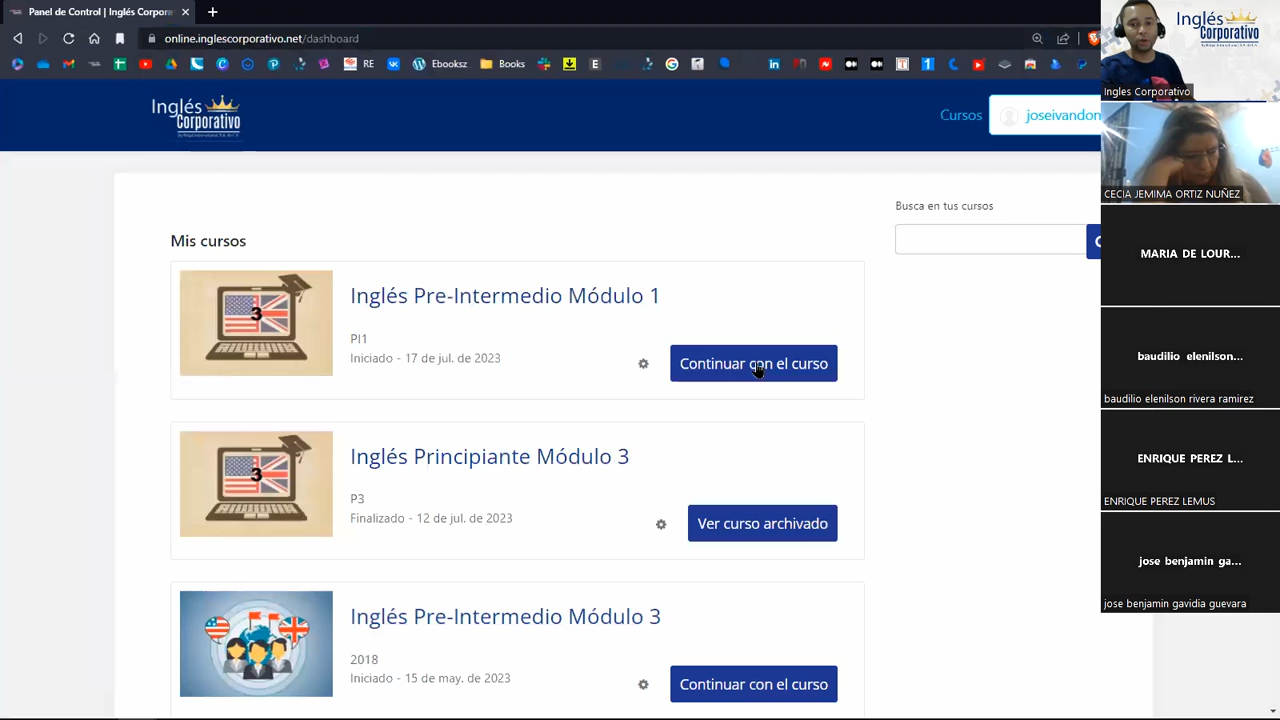 Panel de Control | Inglés Corpora
online.inglescorporativo.net/dashboard
RE
Eboo
Inglés
Corporativo
Cursos
joseivandon
Busca en tus cursos
Mis cursos
3
Inglés Pre-Intermedio Módulo 1
PI1
Iniciado - 17 de jul. de 2023
Continuar con el curso
3
Inglés Principiante Módulo 3
P3
Finalizado - 12 de jul. de 2023
Ver curso archivado
Inglés Pre-Intermedio Módulo 3
2018
Iniciado - 15 de may. de 2023
Continuar con el curso
Inglés
Corporativo
Ingles Corporativo
CECIA JEMIMA ORTIZ NUÑEZ
MARIA DE LOUR...
baudilio elenilson...
baudilio elenilson rivera ramirez
ENRIQUE PEREZ L...
ENRIQUE PEREZ LEMUS
jose benjamin ga...
jose benjamin gavidia guevara